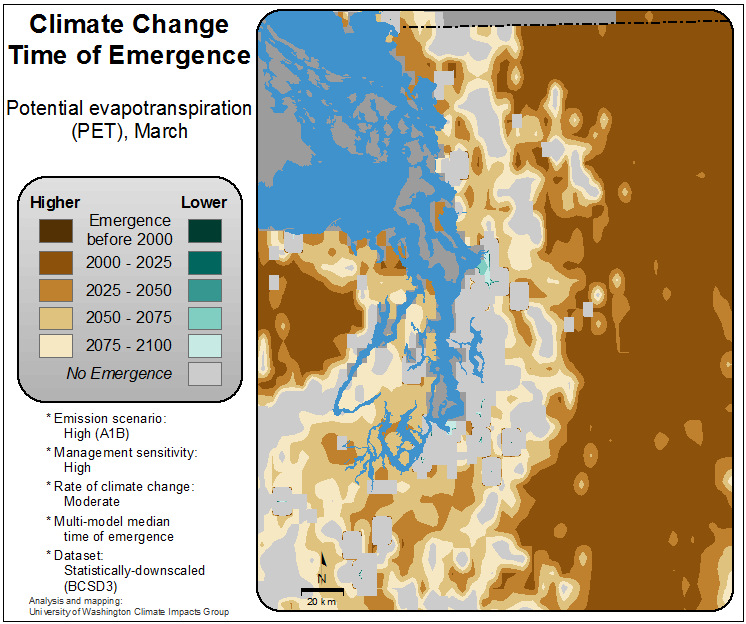 Climate Change
Time of Emergence
Potential evapotranspiration
(PET), March
Higher Lower
Emergence
before 2000
2000 - 2025
2025 - 2050
2050 - 2075
2075 - 2100
No Emergence
* Emission scenario:
High (A1B)
* Management sensitivity:
High
* Rate of climate change:
Moderate
* Multi-model median
time of emergence
* Dataset:
Statistically-downscaled
(BCSD3)
Analysis and mapping:
University of Washington Climate Impacts Group
N
20 km